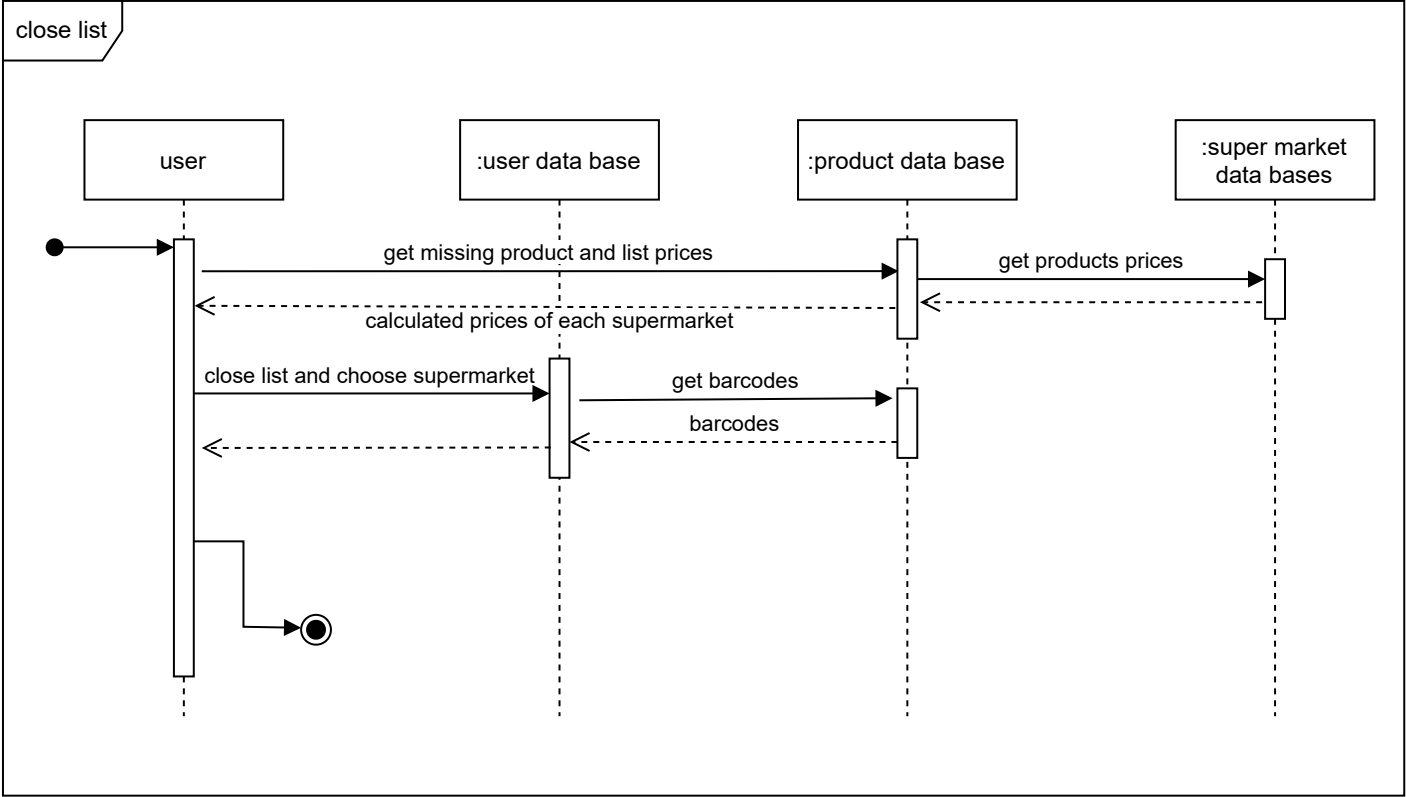 close list
user
:user data base
:product data base
:super market
data bases
get missing product and list prices
get products prices
calculated prices of each supermarket
close list and choose supermarket
get barcodes
barcodes